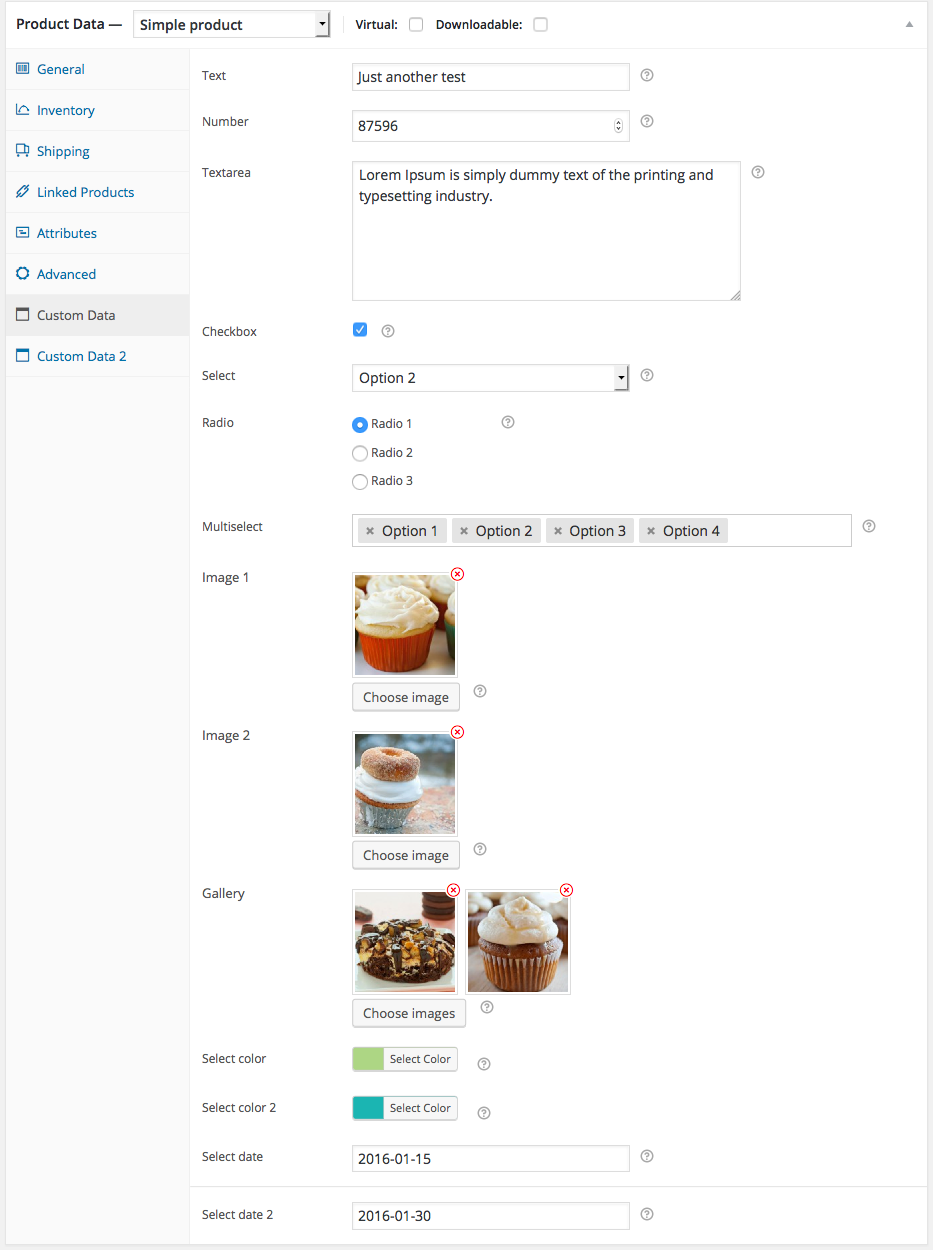 Product Data — Simple product Virtual: Downloadable:
General
Inventory
Shipping
Linked Products
Attributes
Advanced
Custom Data
Custom Data 2
Text Just another test
Number 87596
Textarea Lorem Ipsum is simply dummy text of the printing and
typesetting industry.
Checkbox
Select Option 2
Radio Radio 1
Radio 2
Radio 3
Multiselect × Option 1 × Option 2 × Option 3 × Option 4
Image 1
Choose image
Image 2
Choose image
Gallery
Choose images
Select color Select Color
Select color 2 Select Color
Select date 2016-01-15
Select date 2 2016-01-30